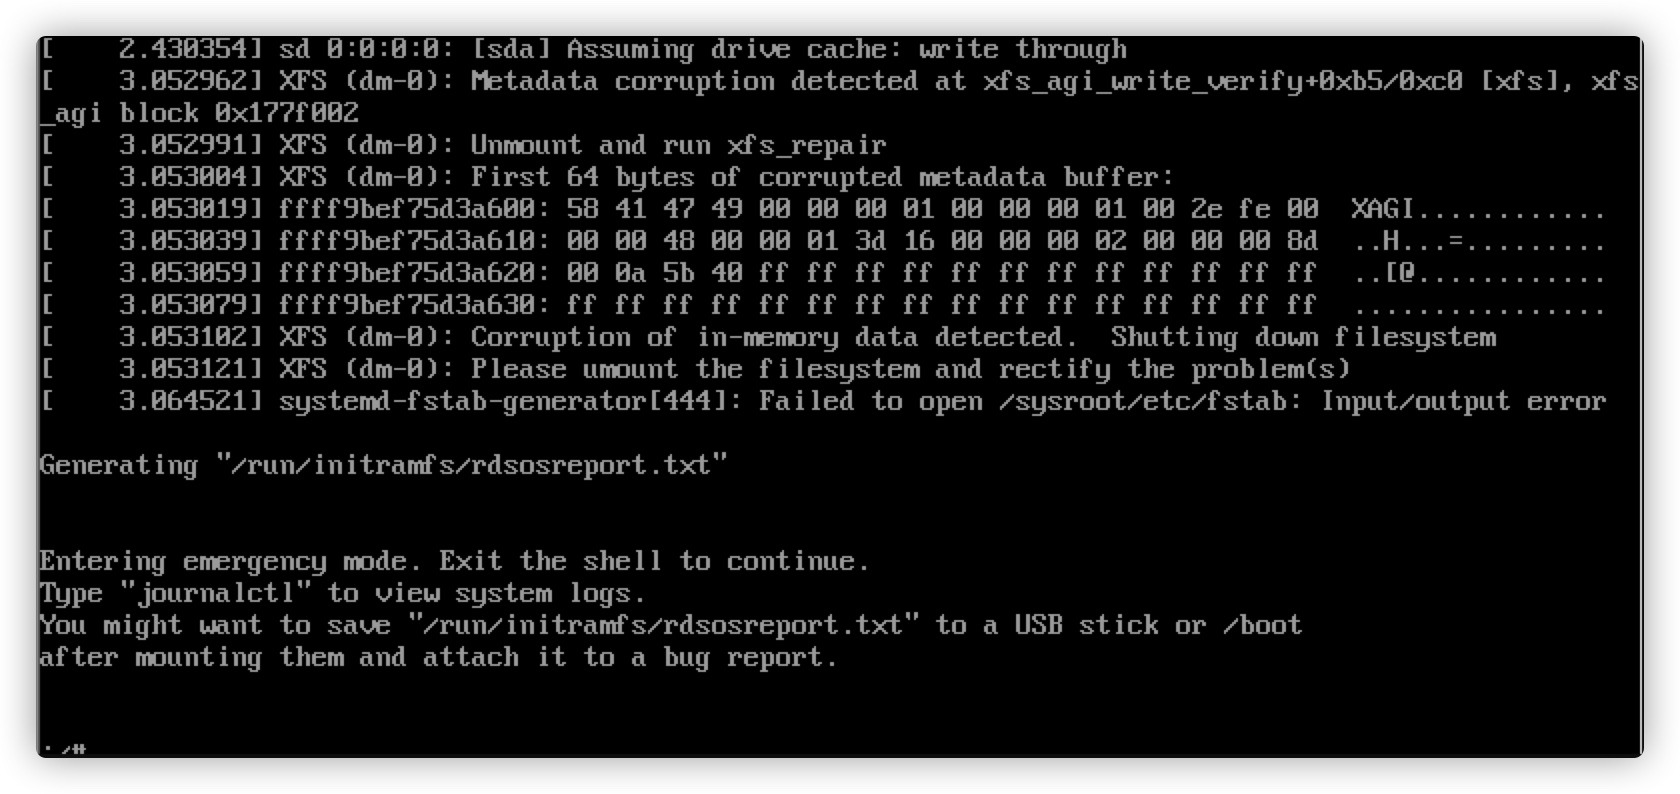 [    2.430354] sd 0:0:0:0: [sda] Assuming drive cache: write through
[    3.052962] XFS (dm-0): Metadata corruption detected at xfs_agi_write_verify+0xb5/0xc0 [xfs], xfs
_agi block 0x177f002
[    3.052991] XFS (dm-0): Unmount and run xfs_repair
[    3.053004] XFS (dm-0): First 64 bytes of corrupted metadata buffer:
[    3.053019] ffff9bef75d3a600: 58 41 47 49 00 00 00 01 00 00 00 01 00 2e fe 00  XAGI............
[    3.053039] ffff9bef75d3a610: 00 00 48 00 00 01 3d 16 00 00 00 02 00 00 00 8d  ..H...=.........
[    3.053059] ffff9bef75d3a620: 00 0a 5b 40 ff ff ff ff ff ff ff ff ff ff ff ff  ..[@............
[    3.053079] ffff9bef75d3a630: ff ff ff ff ff ff ff ff ff ff ff ff ff ff ff ff  ................
[    3.053102] XFS (dm-0): Corruption of in-memory data detected.  Shutting down filesystem
[    3.053121] XFS (dm-0): Please umount the filesystem and rectify the problem(s)
[    3.064521] systemd-fstab-generator[444]: Failed to open /sysroot/etc/fstab: Input/output error
Generating "/run/initramfs/rdsosreport.txt"
Entering emergency mode. Exit the shell to continue.
Type "journalctl" to view system logs.
You might want to save "/run/initramfs/rdsosreport.txt" to a USB stick or /boot
after mounting them and attach it to a bug report.
:/#